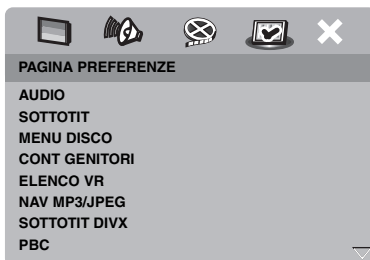 PAGINA PREFERENZE
AUDIO
SOTTOTIT
MENU DISCO
CONT GENITORI
ELENCO VR
NAV MP3/JPEG
SOTTOTIT DIVX
PBC